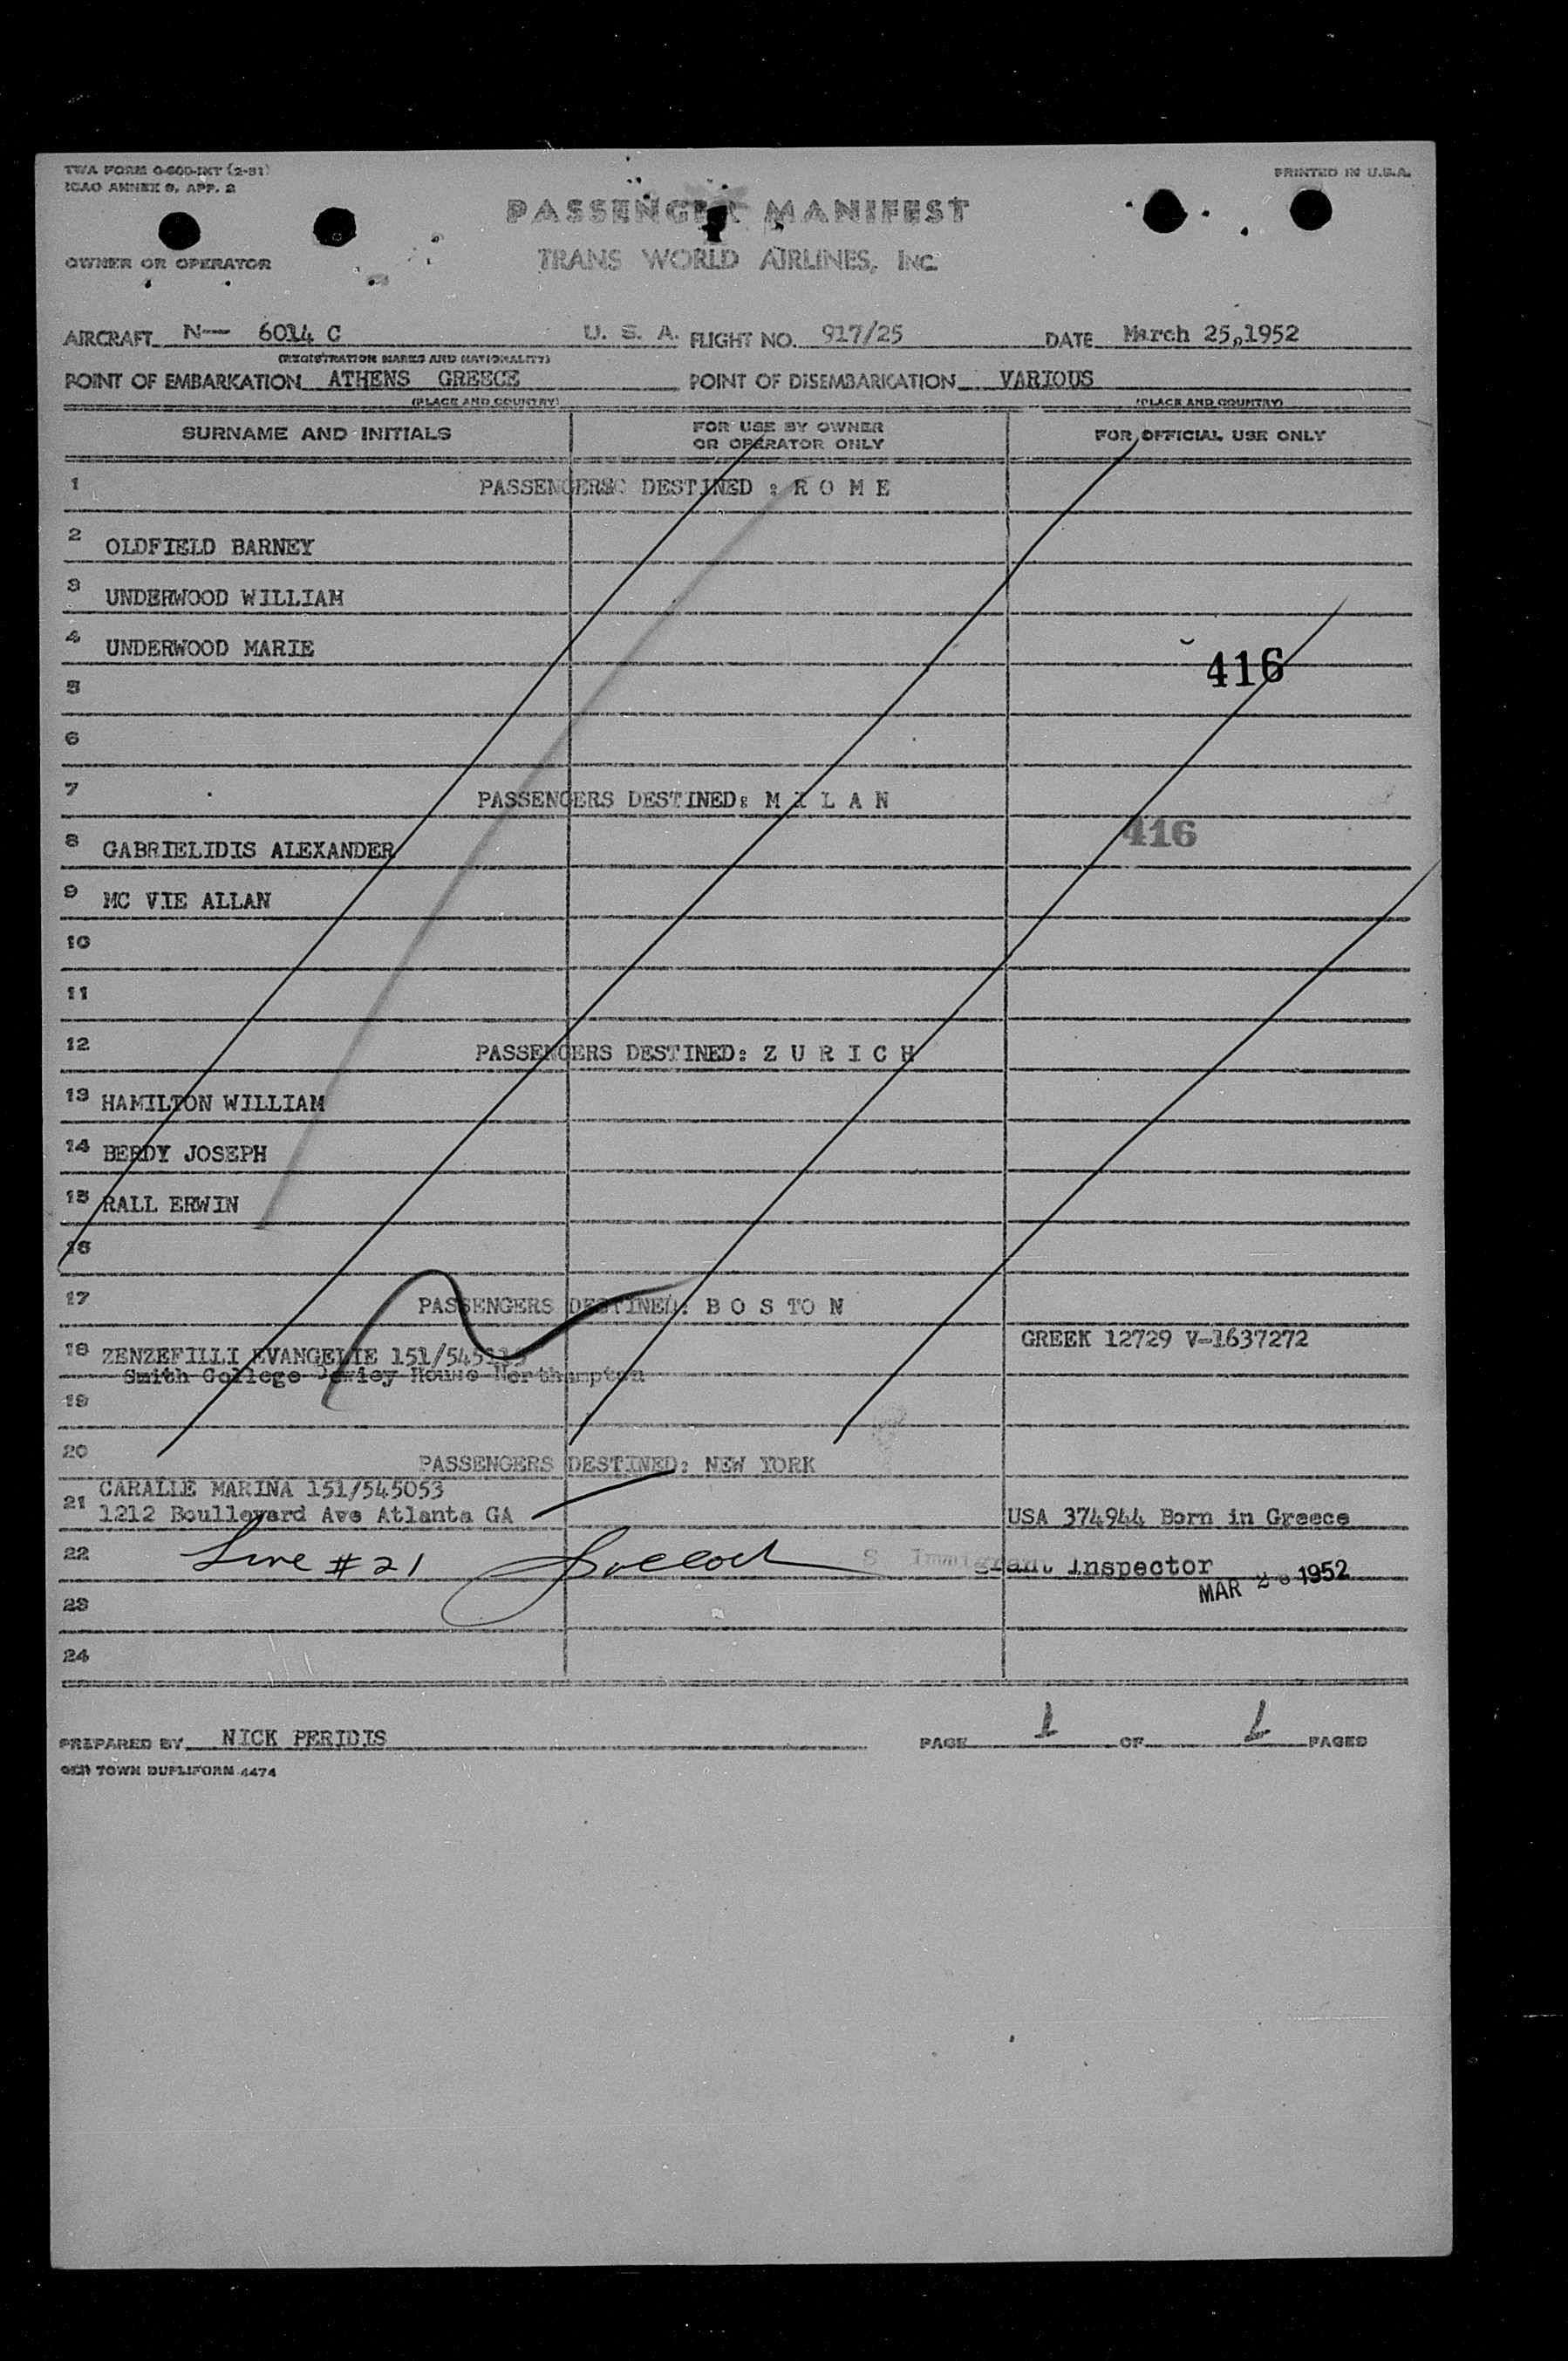 TWA FORM O-600-INT (2-51)
ICAO ANNEX 9, APP. 2
PRINTED IN U.S.A.
PASSENGER MANIFEST
OWNER OR OPERATOR
TRANS WORLD AIRLINES, INC.
AIRCRAFT N— 6014 C U. S. A. FLIGHT NO. 917/25 DATE March 25,1952
(REGISTRATION MARKS AND NATIONALITY)
POINT OF EMBARKATION ATHENS GREECE POINT OF DISEMBARKATION VARIOUS
(PLACE AND COUNTRY) (PLACE AND COUNTRY)
SURNAME AND INITIALS FOR USE BY OWNER OR OPERATOR ONLY FOR OFFICIAL USE ONLY
1 PASSENGERS DESTINED : R O M E
2 OLDFIELD BARNEY
3 UNDERWOOD WILLIAM
4 UNDERWOOD MARIE
416
5
6
7 PASSENGERS DESTINED: M I L A N
416
8 GABRIELIDIS ALEXANDER
9 MC VIE ALLAN
10
11
12 PASSENGERS DESTINED: Z U R I C H
13 HAMILTON WILLIAM
14 BERDY JOSEPH
15 RALL ERWIN
16
17 PASSENGERS DESTINED: B O S TO N
18 ZENZEFILLI EVANGELIE GREEK 12729 V-1637272
Smith College House Northampton
19
20 PASSENGERS DESTINED: NEW YORK
CARALLE MARINA 151/545053
21 1212 Boullevard Ave Atlanta GA USA 374944 Born in Greece
22 Line #21 S Immigrant Inspector
MAR 1952
23
24
PREPARED BY NICK PERIDIS PAGE 1 OF 1 PAGES
TOWN DUPLIFORM 4474